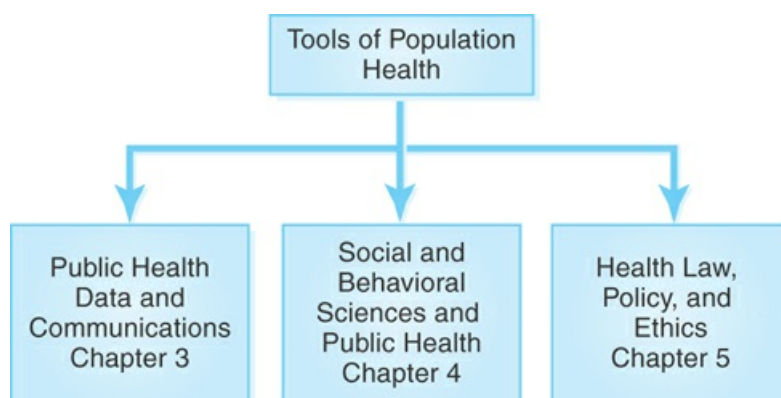 Tools of Population
Health
Public Health
Data and
Communications
Chapter 3
Social and
Behavioral
Sciences and
Public Health
Chapter 4
Health Law,
Policy, and
Ethics
Chapter 5